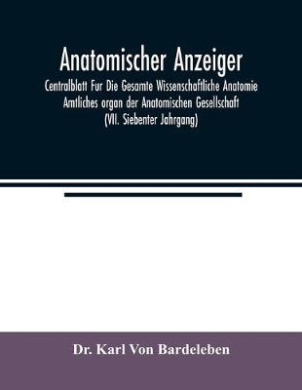 Anatomischer Anzeiger
Centralblatt Fur Die Gesamte Wissenschaftliche Anatomie
Amtliches organ der Anatomischen Gesellschaft
(VII. Siebenter Jahrgang)
Dr. Karl Von Bardeleben